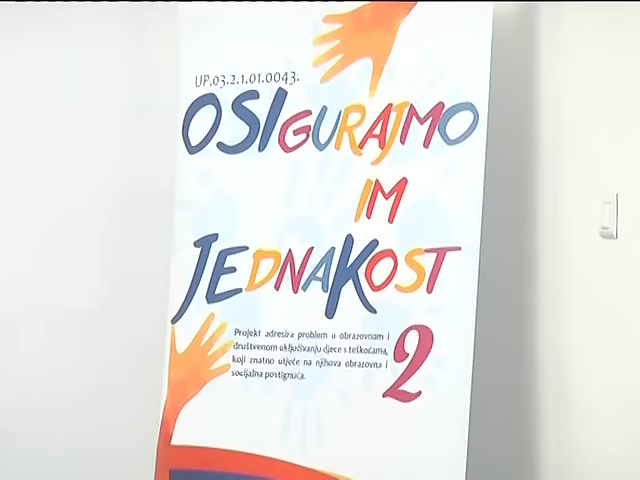 UP.03.2.1.01.0043.
OSIGURAJMO
IM
JEDNAKOST
2
Projekt adresira problem u obrazovnom i
društvenom uključivanju djece s teškoćama,
koji znatno utječe na njihova obrazovna i
socijalna postignuća.